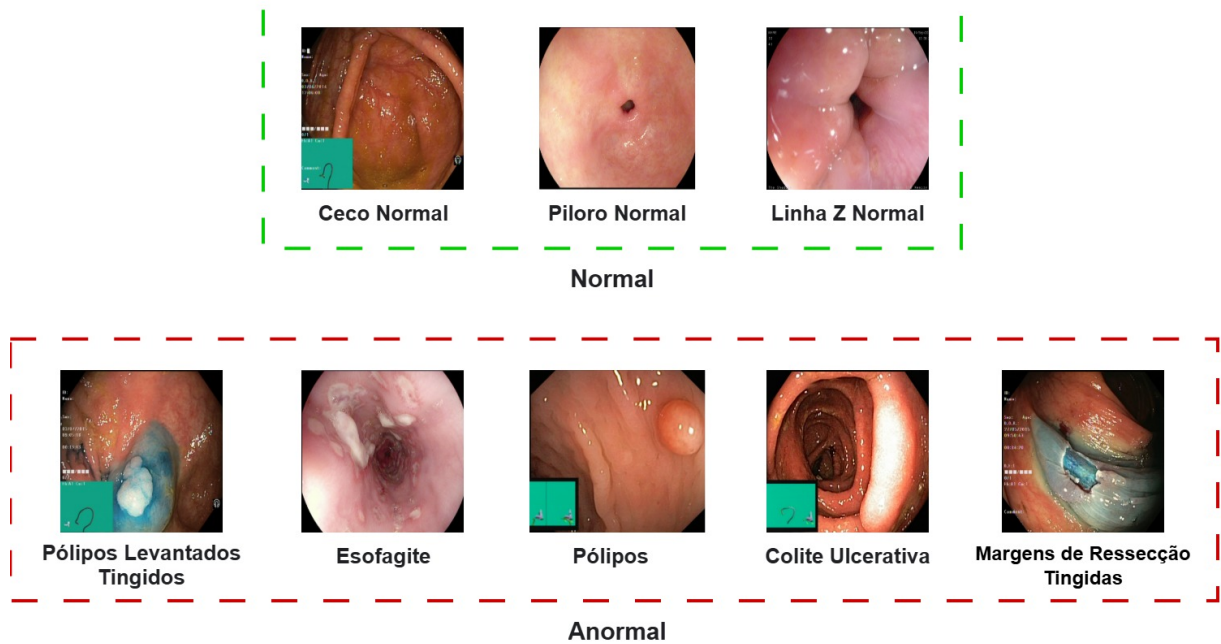 Ceco Normal
Piloro Normal
Linha Z Normal
Normal
Pólipos Levantados
Tingidos
Esofagite
Pólipos
Colite Ulcerativa
Margens de Ressecção
Tingidas
Anormal